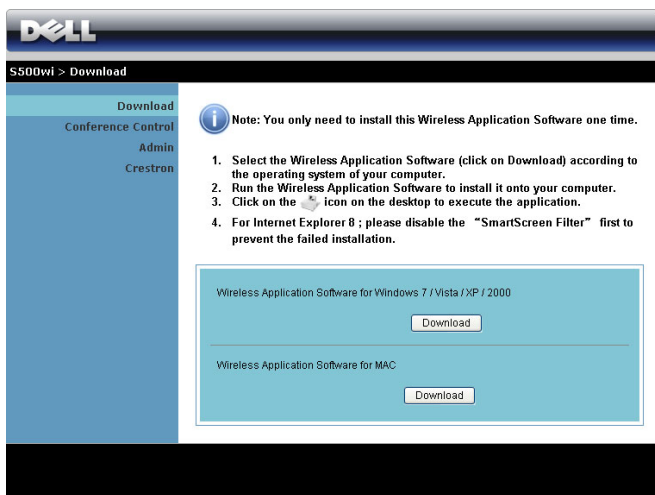 DELL
S500wi > Download
Download
Conference Control
Admin
Crestron
Note: You only need to install this Wireless Application Software one time.
1. Select the Wireless Application Software (click on Download) according to
the operating system of your computer.
2. Run the Wireless Application Software to install it onto your computer.
3. Click on the icon on the desktop to execute the application.
4. For Internet Explorer 8 ; please disable the “SmartScreen Filter” first to
prevent the failed installation.
Wireless Application Software for Windows 7 / Vista / XP / 2000
Download
Wireless Application Software for MAC
Download